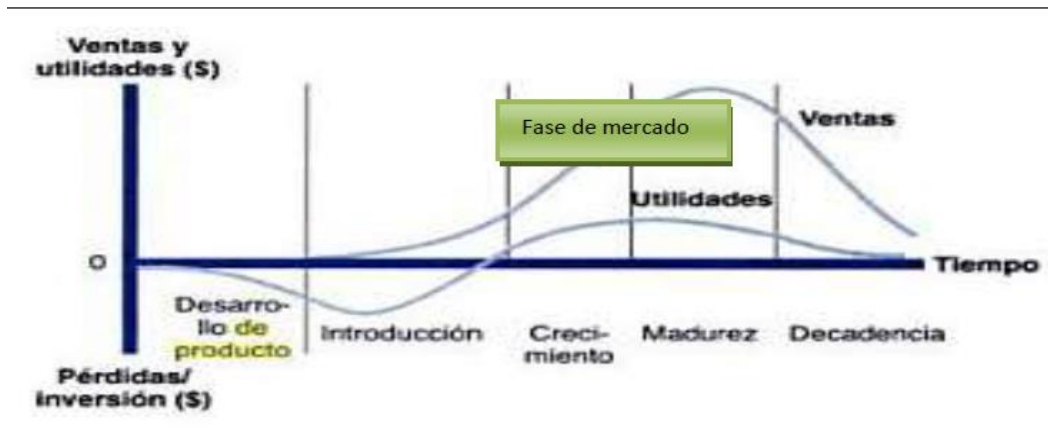 Ventas y
utilidades ($)
Fase de mercado
Ventas
Utilidades
0
Tiempo
Desarro-
llo de
producto
Introducción
Creci-
miento
Madurez
Decadencia
Pérdidas/
inversión ($)